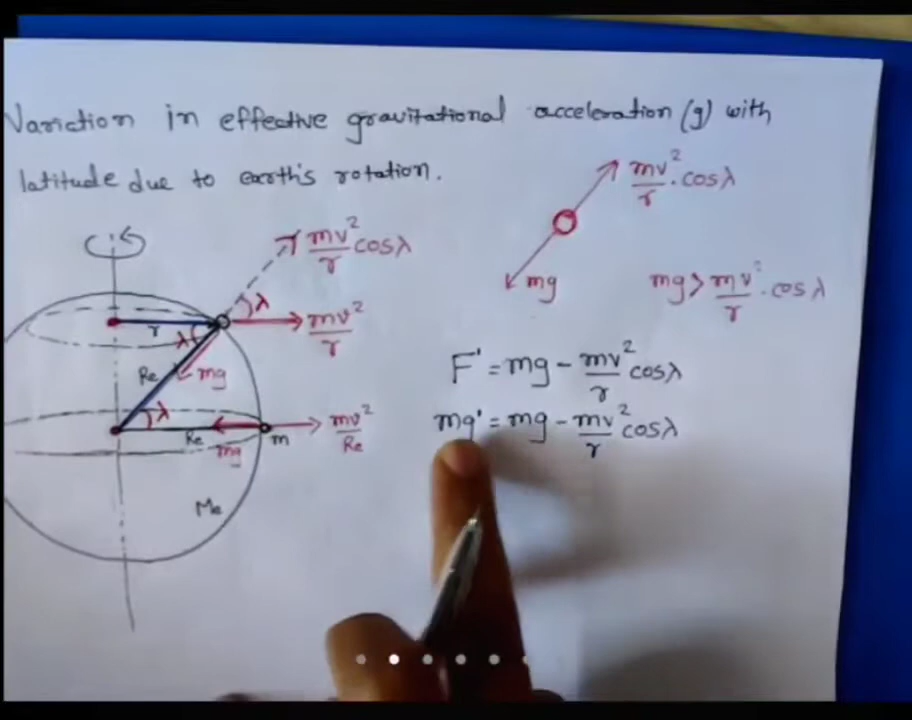 Variation in effective gravitational acceleration (g) with
latitude due to earth's rotation.
mv²/r · cosλ
mg
mg > mv²/r · cosλ
mv²/r cosλ
λ
mv²/r
r
λ
mg
Re
λ
Re
mg
m
mv²/Re
Me
F' = mg - mv²/r cosλ
mg' = mg - mv²/r cosλ